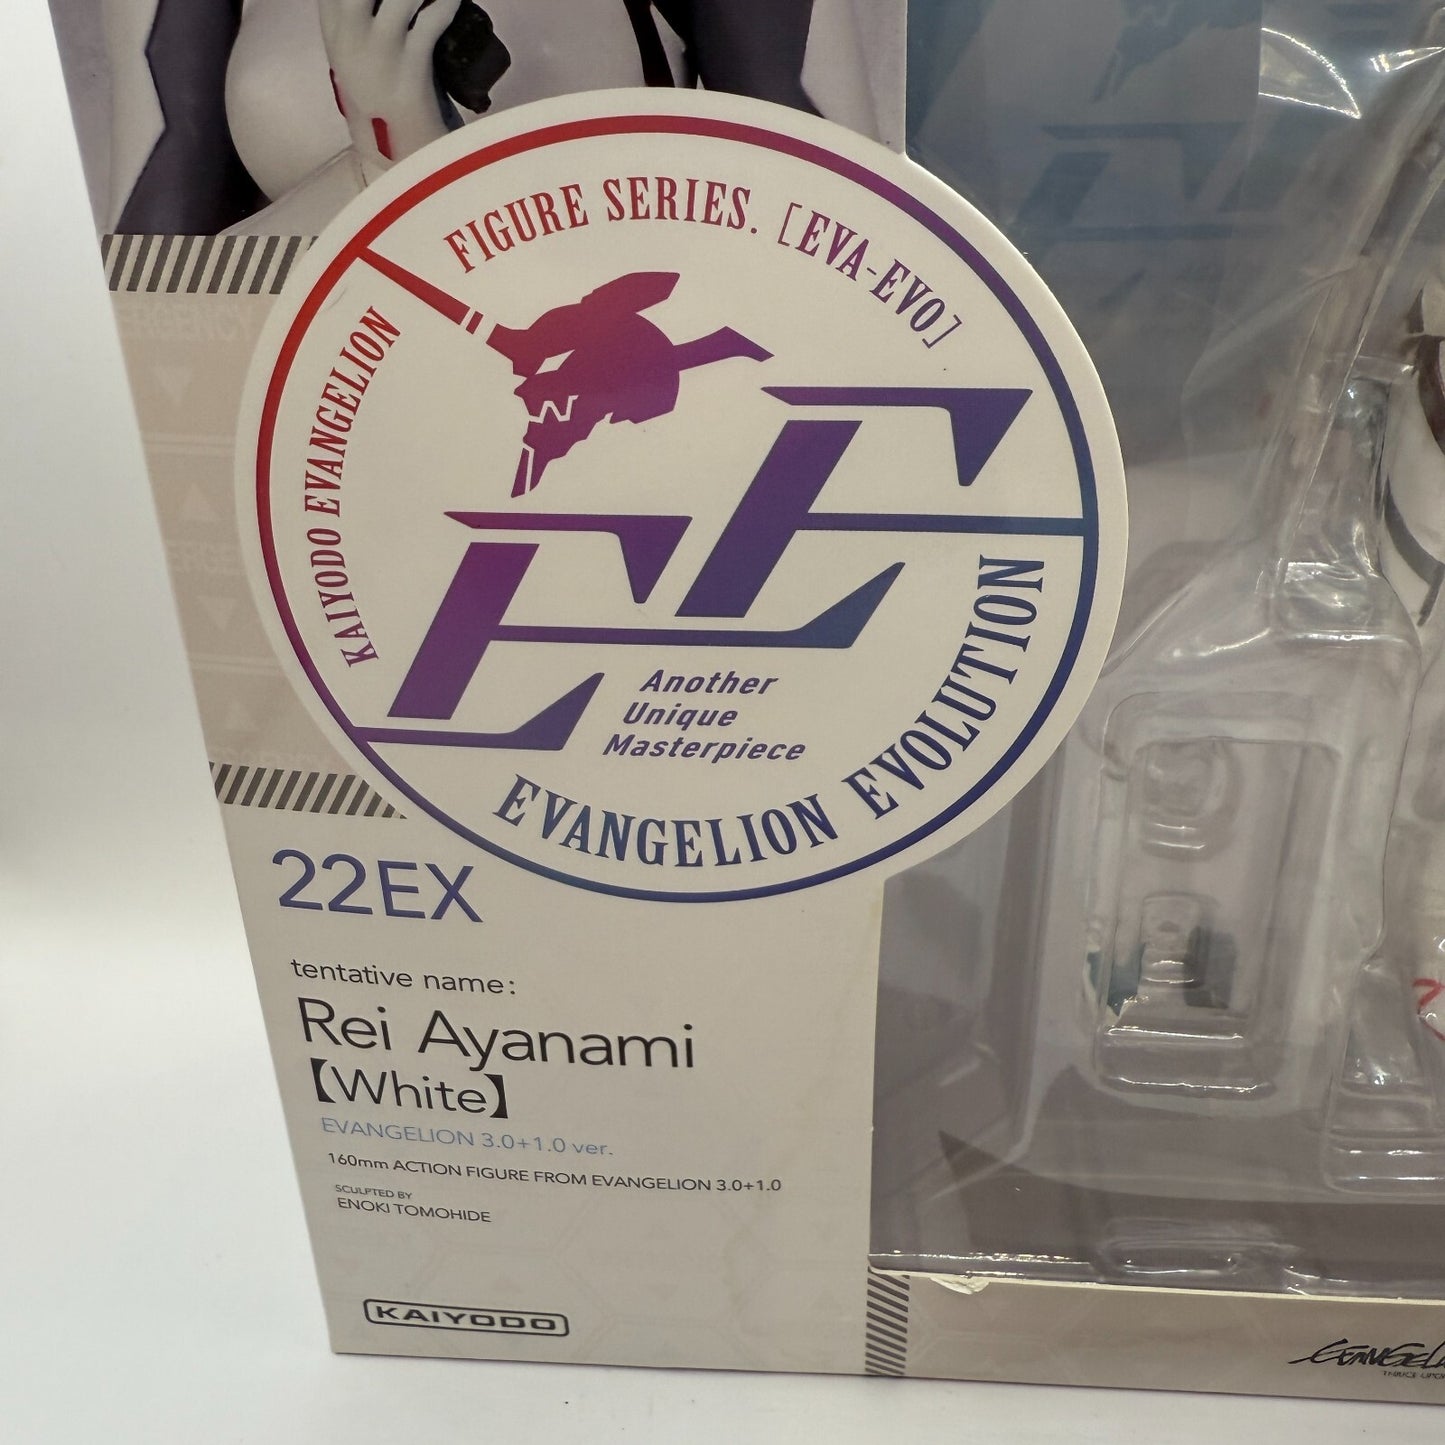 FIGURE SERIES. [EVA-EVO]
KAIYODO EVANGELION
EE
Another
Unique
Masterpiece
EVANGELION EVOLUTION
22EX
tentative name:
Rei Ayanami
【White】
EVANGELION 3.0+1.0 ver.
160mm ACTION FIGURE FROM EVANGELION 3.0+1.0
SCULPTED BY
ENOKI TOMOHIDE
KAIYODO